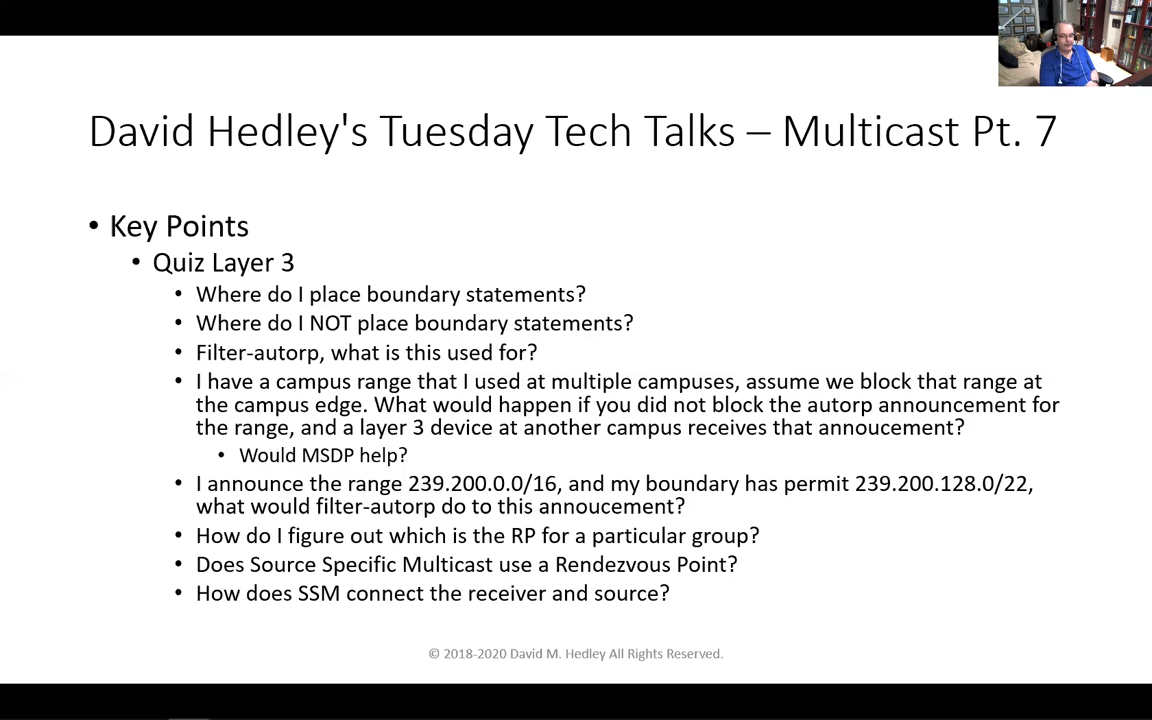 David Hedley's Tuesday Tech Talks – Multicast Pt. 7
• Key Points
• Quiz Layer 3
• Where do I place boundary statements?
• Where do I NOT place boundary statements?
• Filter-autorp, what is this used for?
• I have a campus range that I used at multiple campuses, assume we block that range at
the campus edge. What would happen if you did not block the autorp announcement for
the range, and a layer 3 device at another campus receives that annoucement?
• Would MSDP help?
• I announce the range 239.200.0.0/16, and my boundary has permit 239.200.128.0/22,
what would filter-autorp do to this annoucement?
• How do I figure out which is the RP for a particular group?
• Does Source Specific Multicast use a Rendezvous Point?
• How does SSM connect the receiver and source?
© 2018-2020 David M. Hedley All Rights Reserved.